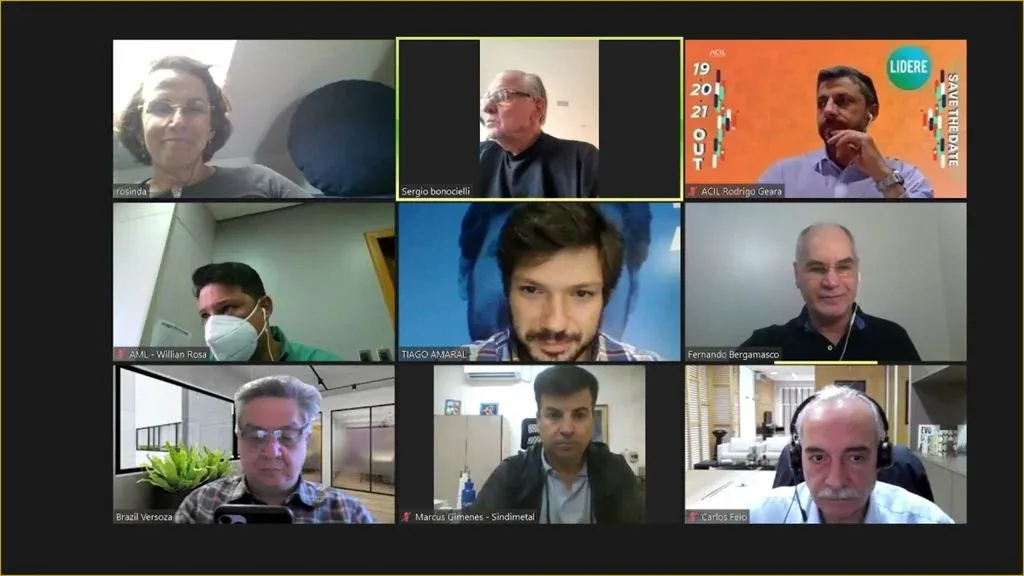 rosinda
Sergio bonocielli
ACIL
19
20
21
OUT
LIDERE
SAVE THE DATE
ACIL Rodrigo Geara
AML - Willian Rosa
TIAGO AMARAL
Fernando Bergamasco
Brazil Versoza
Marcus Gimenes - Sindimetal
Carlos Feio